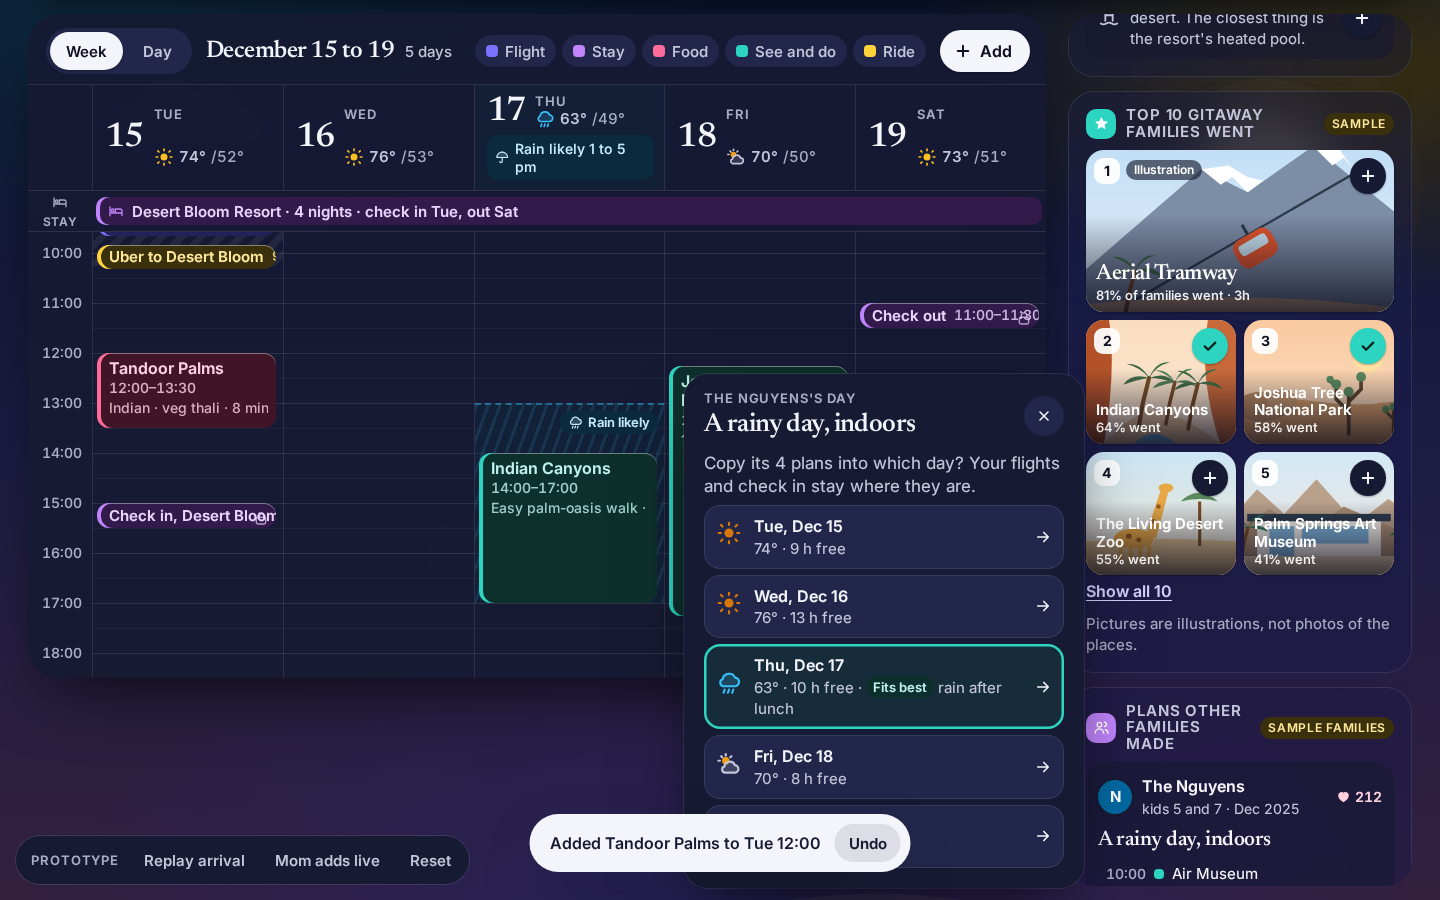 Week
Day
December 15 to 19 5 days
Flight
Stay
Food
See and do
Ride
Add
15 TUE
74° /52°
16 WED
76° /53°
17 THU
63° /49°
Rain likely 1 to 5
pm
18 FRI
70° /50°
19 SAT
73° /51°
STAY
Desert Bloom Resort · 4 nights · check in Tue, out Sat
10:00
11:00
12:00
13:00
14:00
15:00
16:00
17:00
18:00
Uber to Desert Bloom
Tandoor Palms
12:00–13:30
Indian · veg thali · 8 min
Check in, Desert Bloom
Rain likely
Indian Canyons
14:00–17:00
Easy palm-oasis walk ·
Check out 11:00–11:30
THE NGUYENS'S DAY
A rainy day, indoors
Copy its 4 plans into which day? Your flights
and check in stay where they are.
Tue, Dec 15
74° · 9 h free
Wed, Dec 16
76° · 13 h free
Thu, Dec 17
63° · 10 h free · Fits best rain after
lunch
Fri, Dec 18
70° · 8 h free
Added Tandoor Palms to Tue 12:00
Undo
PROTOTYPE
Replay arrival
Mom adds live
Reset
desert. The closest thing is
the resort's heated pool.
TOP 10 GITAWAY
FAMILIES WENT
SAMPLE
1
Illustration
Aerial Tramway
81% of families went · 3h
2
Indian Canyons
64% went
3
Joshua Tree
National Park
58% went
4
The Living Desert
Zoo
55% went
5
Palm Springs Art
Museum
41% went
Show all 10
Pictures are illustrations, not photos of the
places.
PLANS OTHER
FAMILIES
MADE
SAMPLE FAMILIES
N
The Nguyens
kids 5 and 7 · Dec 2025
212
A rainy day, indoors
10:00 Air Museum